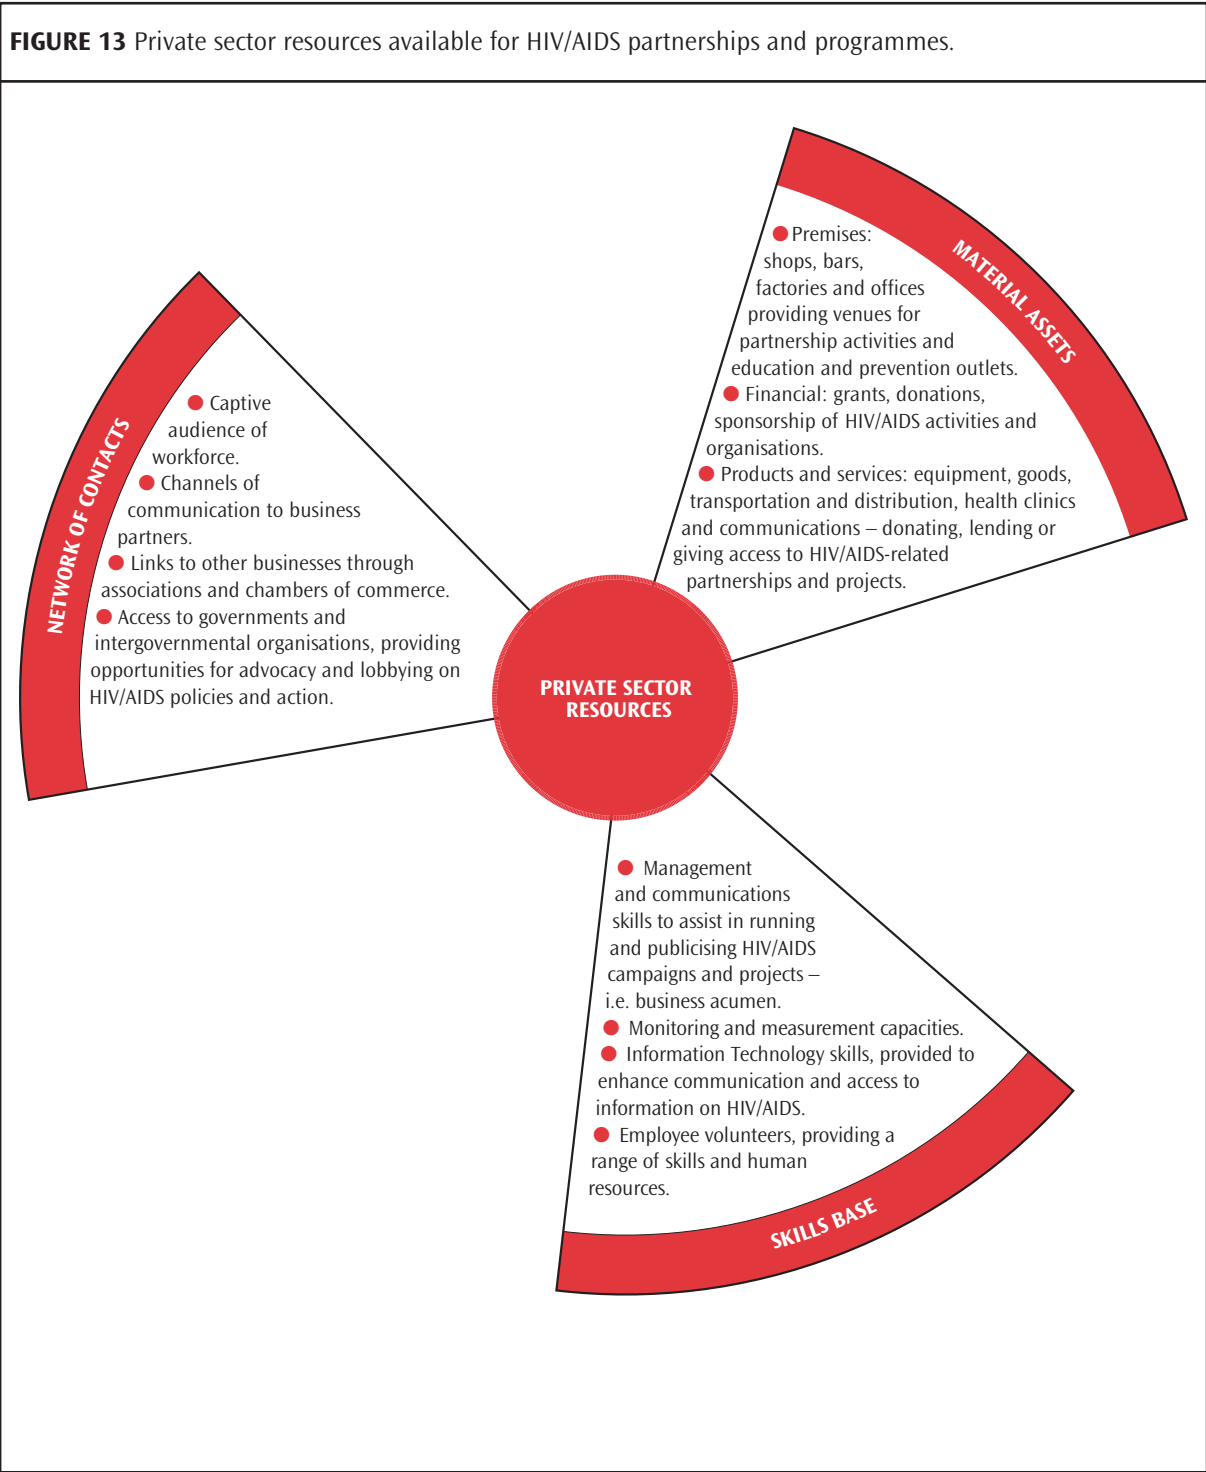 FIGURE 13 Private sector resources available for HIV/AIDS partnerships and programmes.
MATERIAL ASSETS
● Premises:
shops, bars,
factories and offices
providing venues for
partnership activities and
education and prevention outlets.
● Financial: grants, donations,
sponsorship of HIV/AIDS activities and
organisations.
● Products and services: equipment, goods,
transportation and distribution, health clinics
and communications – donating, lending or
giving access to HIV/AIDS-related
partnerships and projects.
NETWORK OF CONTACTS
● Captive
audience of
workforce.
● Channels of
communication to business
partners.
● Links to other businesses through
associations and chambers of commerce.
● Access to governments and
intergovernmental organisations, providing
opportunities for advocacy and lobbying on
HIV/AIDS policies and action.
PRIVATE SECTOR
RESOURCES
● Management
and communications
skills to assist in running
and publicising HIV/AIDS
campaigns and projects –
i.e. business acumen.
● Monitoring and measurement capacities.
● Information Technology skills, provided to
enhance communication and access to
information on HIV/AIDS.
● Employee volunteers, providing a
range of skills and human
resources.
SKILLS BASE